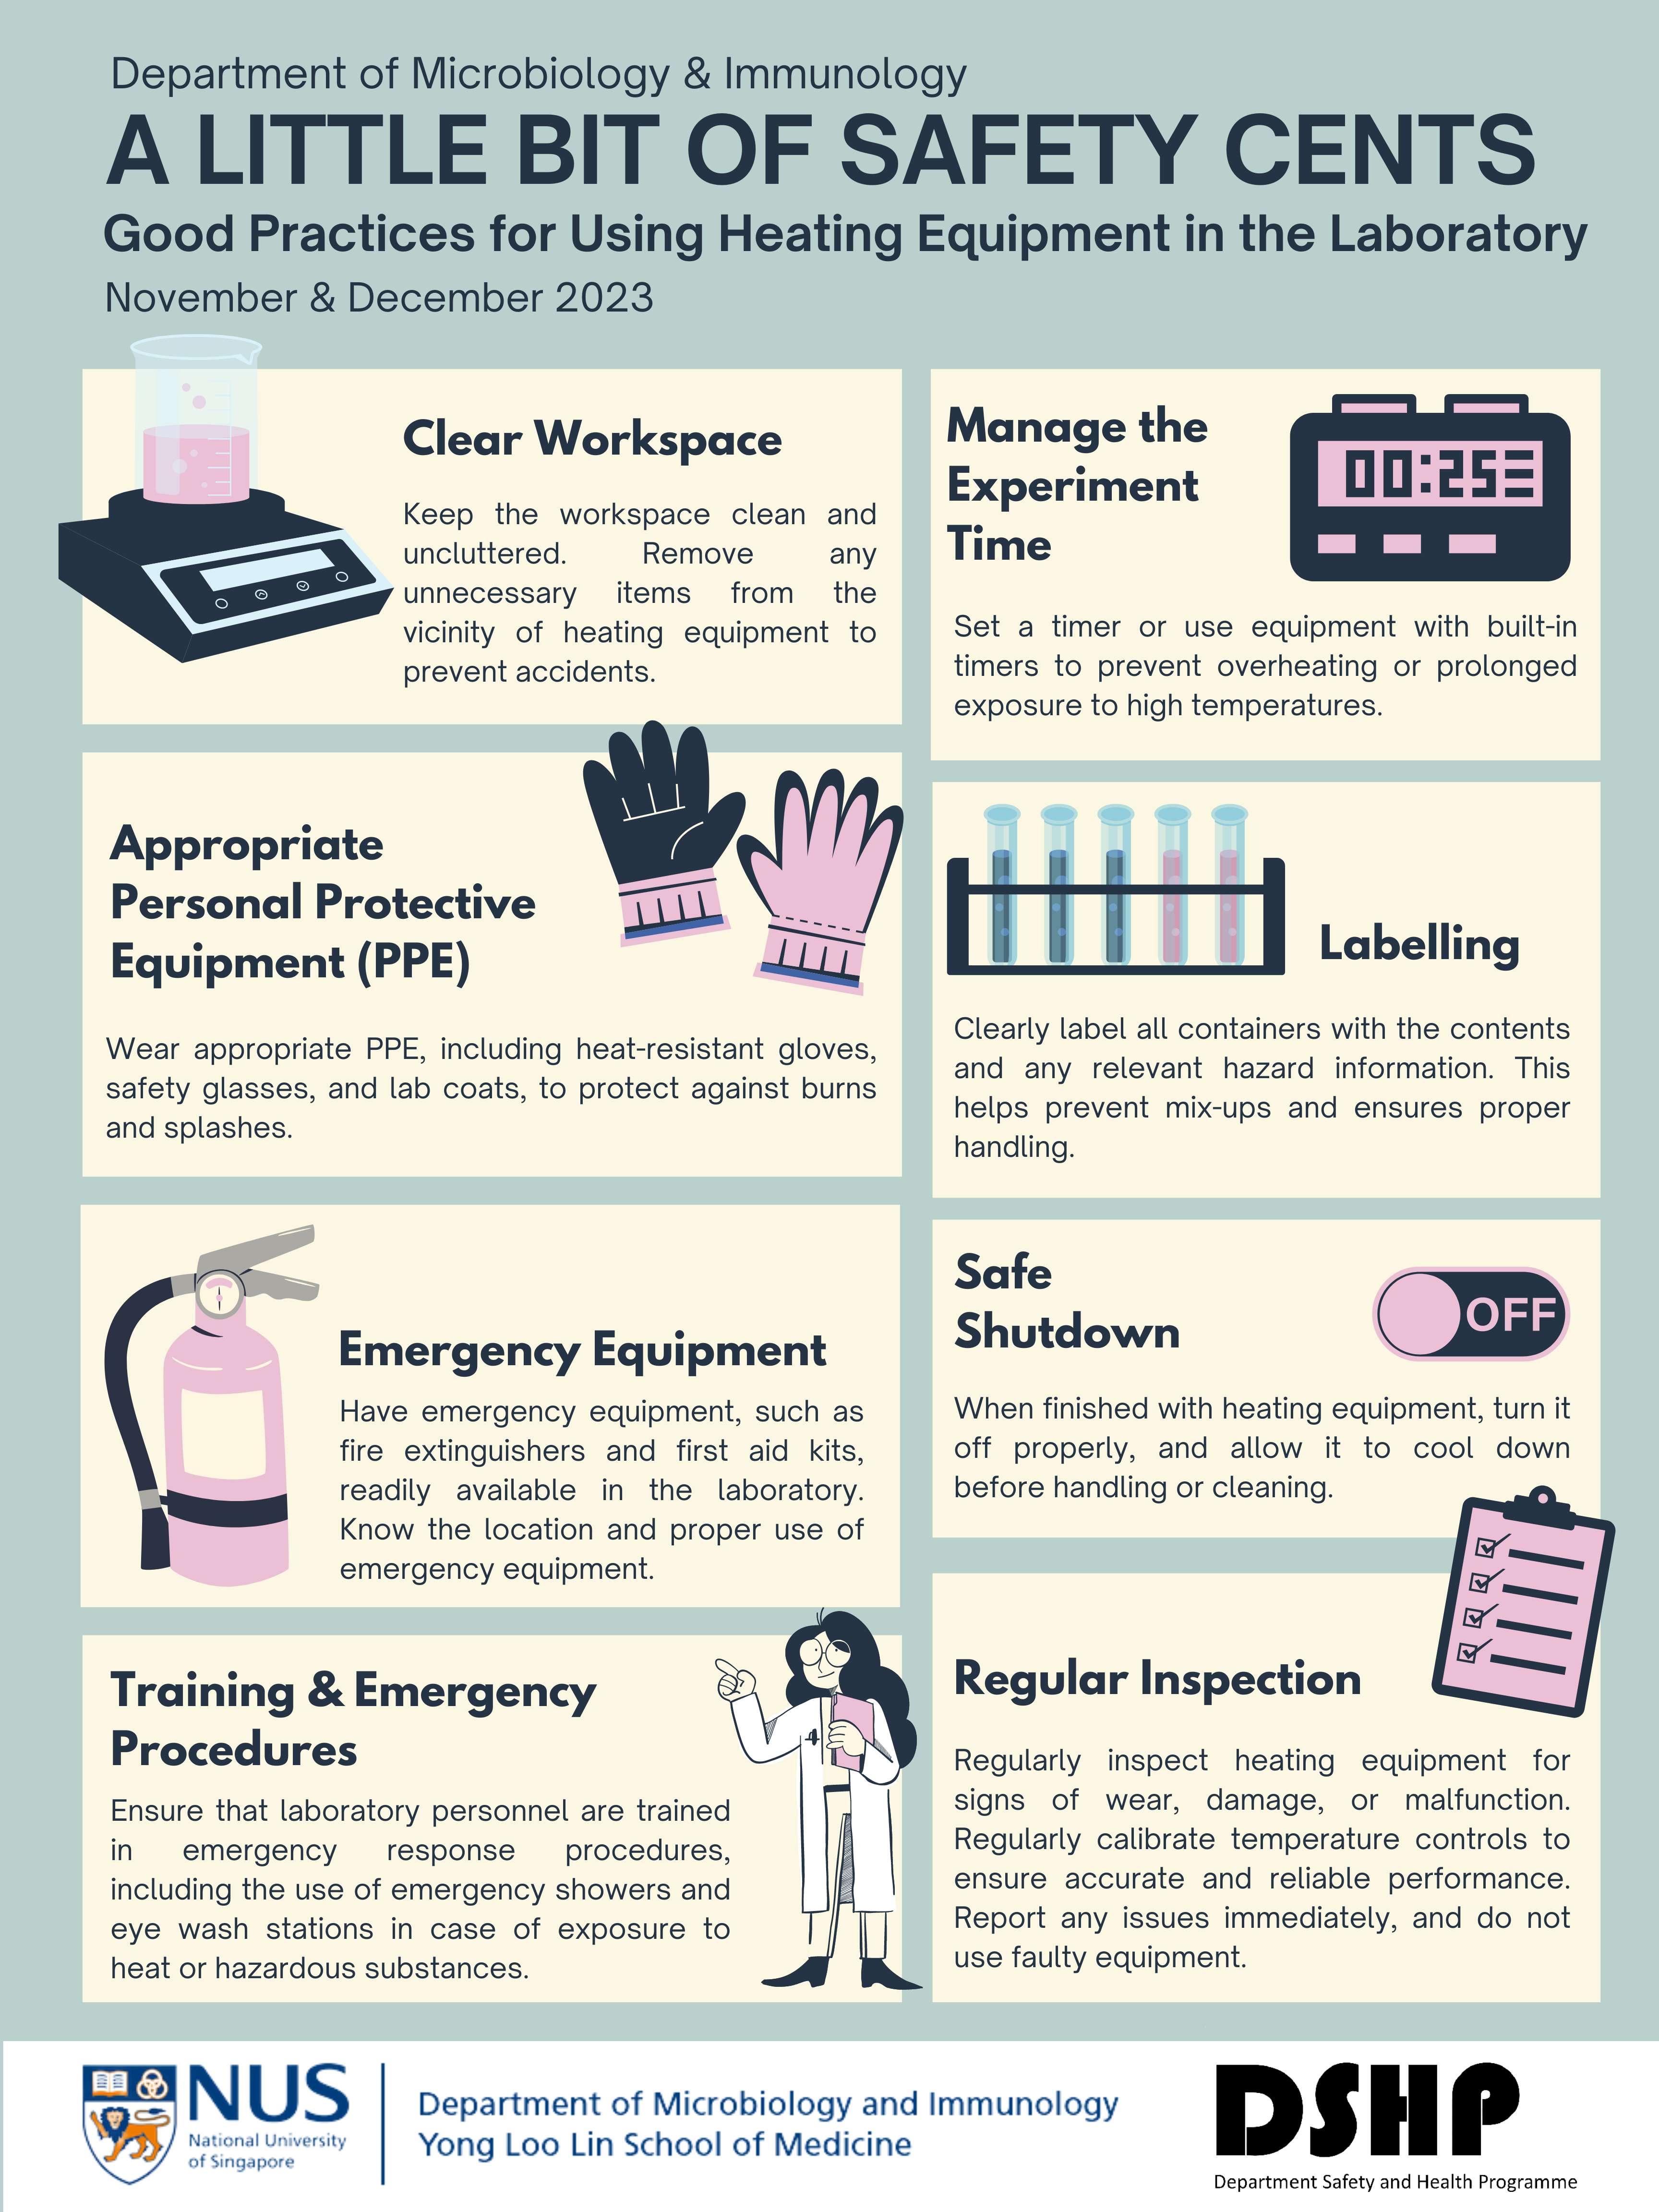 Department of Microbiology & Immunology
A LITTLE BIT OF SAFETY CENTS
Good Practices for Using Heating Equipment in the Laboratory
November & December 2023
Clear Workspace
Keep the workspace clean and
uncluttered. Remove any
unnecessary items from the
vicinity of heating equipment to
prevent accidents.
Manage the
Experiment
Time
00:25
Set a timer or use equipment with built-in
timers to prevent overheating or prolonged
exposure to high temperatures.
Appropriate
Personal Protective
Equipment (PPE)
Wear appropriate PPE, including heat-resistant gloves,
safety glasses, and lab coats, to protect against burns
and splashes.
Labelling
Clearly label all containers with the contents
and any relevant hazard information. This
helps prevent mix-ups and ensures proper
handling.
Emergency Equipment
Have emergency equipment, such as
fire extinguishers and first aid kits,
readily available in the laboratory.
Know the location and proper use of
emergency equipment.
Safe
Shutdown
OFF
When finished with heating equipment, turn it
off properly, and allow it to cool down
before handling or cleaning.
Training & Emergency
Procedures
Ensure that laboratory personnel are trained
in emergency response procedures,
including the use of emergency showers and
eye wash stations in case of exposure to
heat or hazardous substances.
Regular Inspection
Regularly inspect heating equipment for
signs of wear, damage, or malfunction.
Regularly calibrate temperature controls to
ensure accurate and reliable performance.
Report any issues immediately, and do not
use faulty equipment.
NUS
National University
of Singapore
Department of Microbiology and Immunology
Yong Loo Lin School of Medicine
DSHP
Department Safety and Health Programme